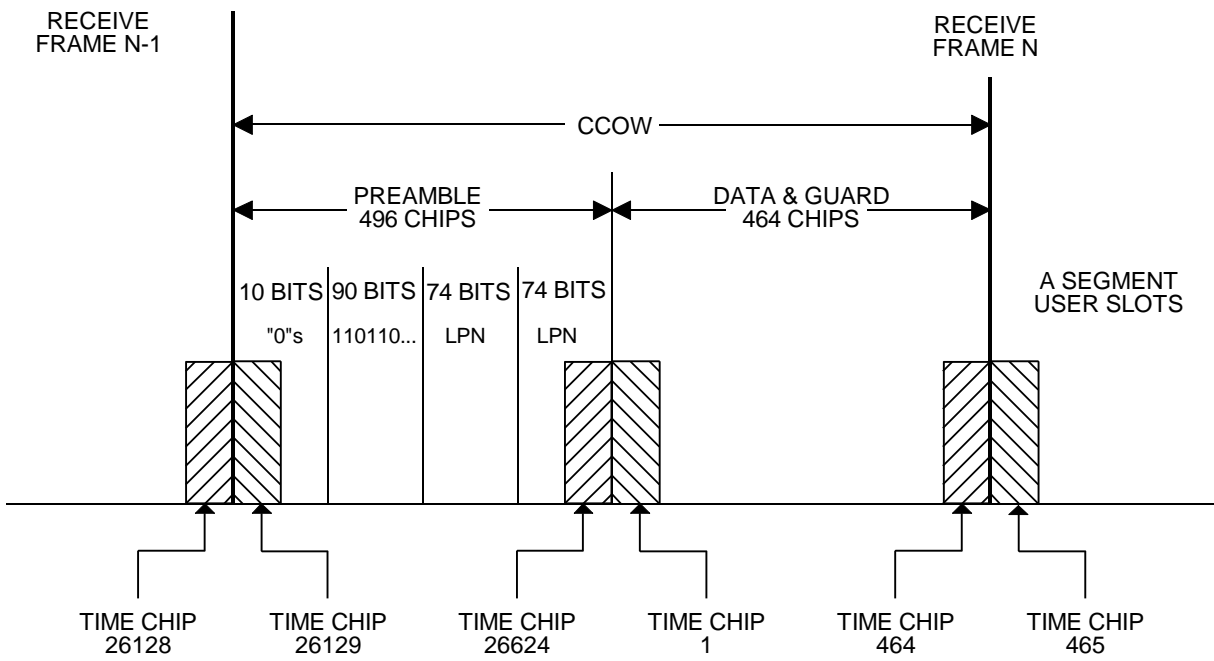 RECEIVE
FRAME N-1
RECEIVE
FRAME N
CCOW
PREAMBLE
496 CHIPS
DATA & GUARD
464 CHIPS
10 BITS
90 BITS
74 BITS
74 BITS
"0"s
110110...
LPN
LPN
A SEGMENT
USER SLOTS
TIME CHIP
26128
TIME CHIP
26129
TIME CHIP
26624
TIME CHIP
1
TIME CHIP
464
TIME CHIP
465